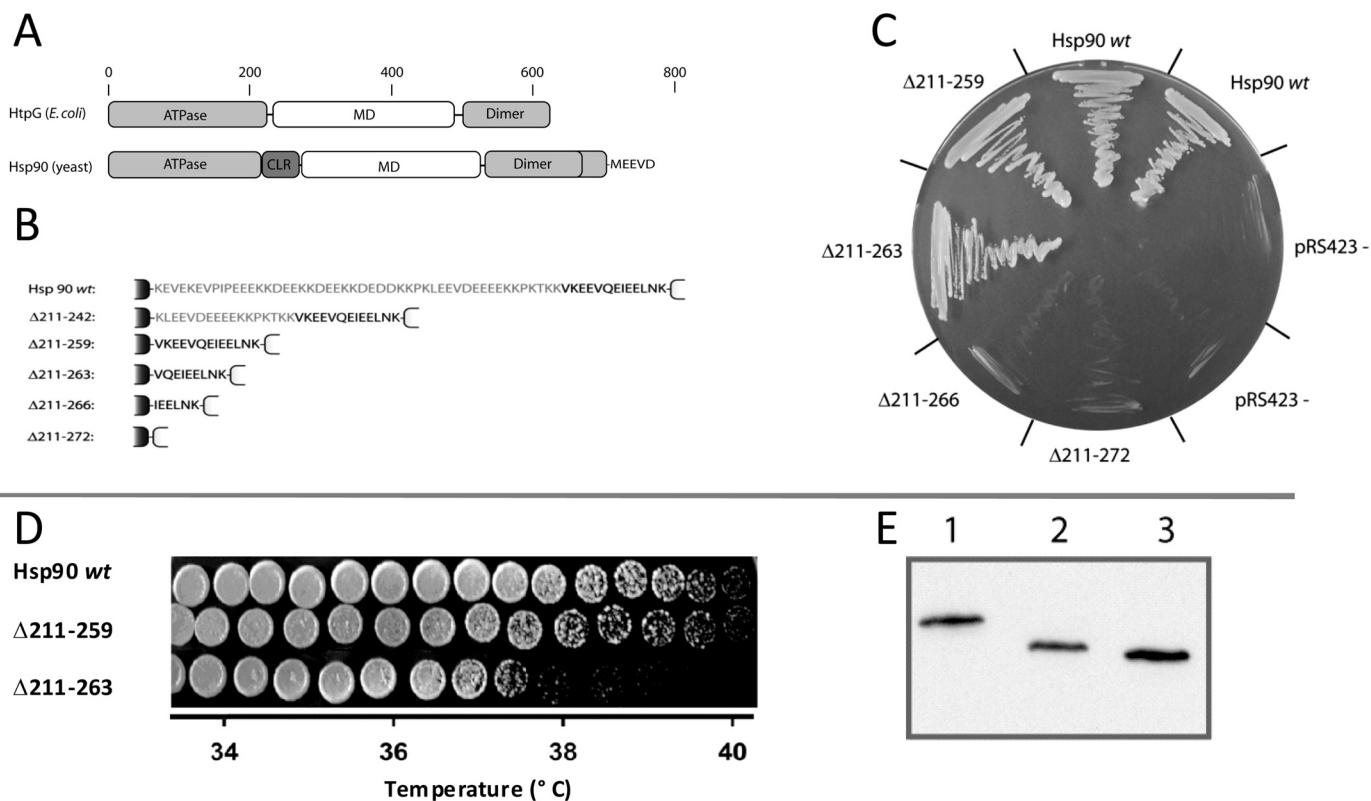 A
0 200 400 600 800
HtpG (E. coli) ATPase MD Dimer
Hsp90 (yeast) ATPase CLR MD Dimer -MEEVD
B
Hsp 90 wt: KEVEKEVPIPEEEKKDEEKKDEEKKDEDDKKPKLEEVDEEEEKKPKTKKVKEEVQEIEELNK
Δ211-242: KLEEVDEEEEKKPKTKKVKEEVQEIEELNK
Δ211-259: VKEEVQEIEELNK
Δ211-263: VQEIEELNK
Δ211-266: IEELNK
Δ211-272:
C
Hsp90 wt
Δ211-259
Hsp90 wt
Δ211-263
pRS423 -
Δ211-266
pRS423 -
Δ211-272
D
Hsp90 wt
Δ211-259
Δ211-263
34 36 38 40
Temperature (° C)
E
1 2 3